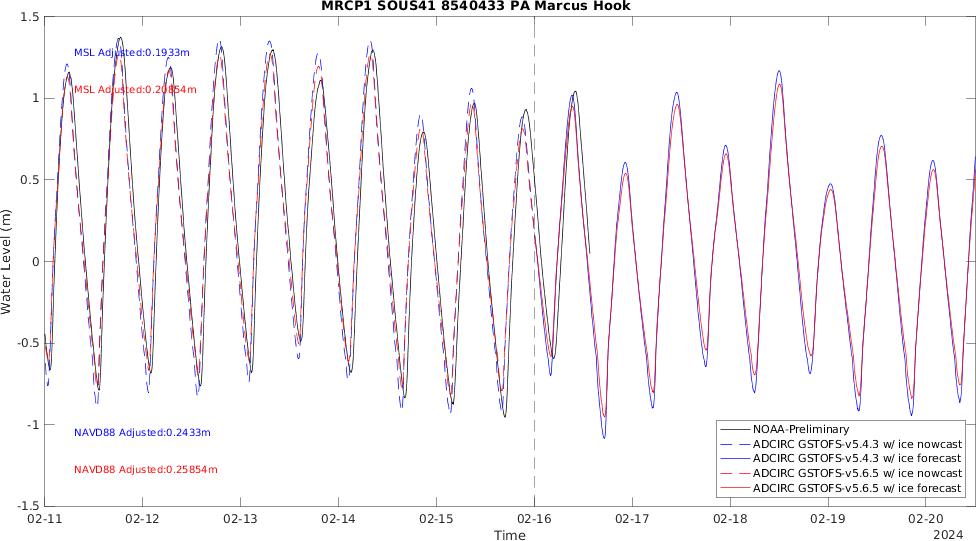 MRCP1 SOUS41 8540433 PA Marcus Hook
1.5
1
0.5
0
-0.5
-1
-1.5
Water Level (m)
MSL Adjusted:0.1933m
MSL Adjusted:0.20854m
NAVD88 Adjusted:0.2433m
NAVD88 Adjusted:0.25854m
NOAA-Preliminary
ADCIRC GSTOFS-v5.4.3 w/ ice nowcast
ADCIRC GSTOFS-v5.4.3 w/ ice forecast
ADCIRC GSTOFS-v5.6.5 w/ ice nowcast
ADCIRC GSTOFS-v5.6.5 w/ ice forecast
02-11 02-12 02-13 02-14 02-15 02-16 02-17 02-18 02-19 02-20
Time
2024